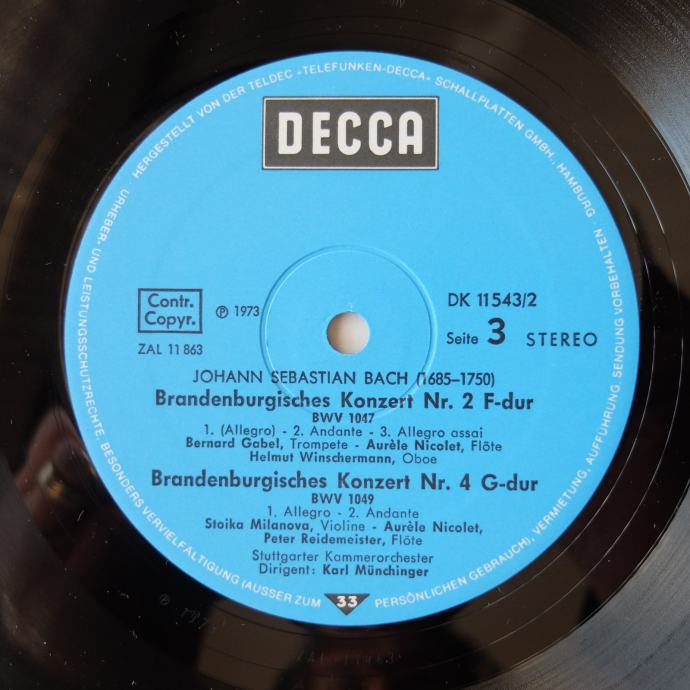 HERGESTELLT VON DER TELDEC »TELEFUNKEN-DECCA« SCHALLPLATTEN GMBH., HAMBURG
DECCA
Contr.
Copyr.
Ⓟ 1973
ZAL 11 863
DK 11543/2
Seite 3 STEREO
JOHANN SEBASTIAN BACH (1685–1750)
Brandenburgisches Konzert Nr. 2 F-dur
BWV 1047
1. (Allegro) - 2. Andante - 3. Allegro assai
Bernard Gabel, Trompete - Aurèle Nicolet, Flöte
Helmut Winschermann, Oboe
Brandenburgisches Konzert Nr. 4 G-dur
BWV 1049
1. Allegro - 2. Andante
Stoika Milanova, Violine - Aurèle Nicolet,
Peter Reidemeister, Flöte
Stuttgarter Kammerorchester
Dirigent: Karl Münchinger
33
URHEBER- UND LEISTUNGSSCHUTZRECHTE, BESONDERS VERVIELFALTIGUNG (AUSSER ZUM PERSÖNLICHEN GEBRAUCH), VERMIETUNG, AUFFÜHRUNG, SENDUNG VORBEHALTEN
Ⓟ 1973
ZAL 11863